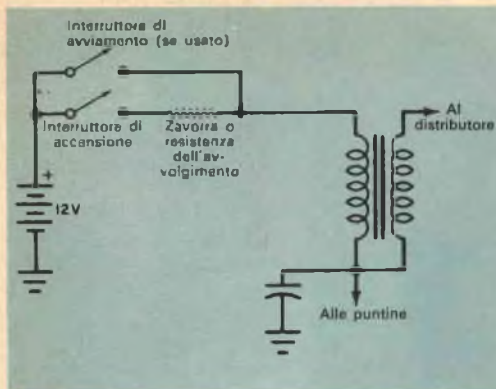 Interruttore di
avviamento (se usato)
Interruttore di
accensione
Zavorra o
resistenza
dell'av-
volgimento
+
12V
Al
distributore
Alle puntine